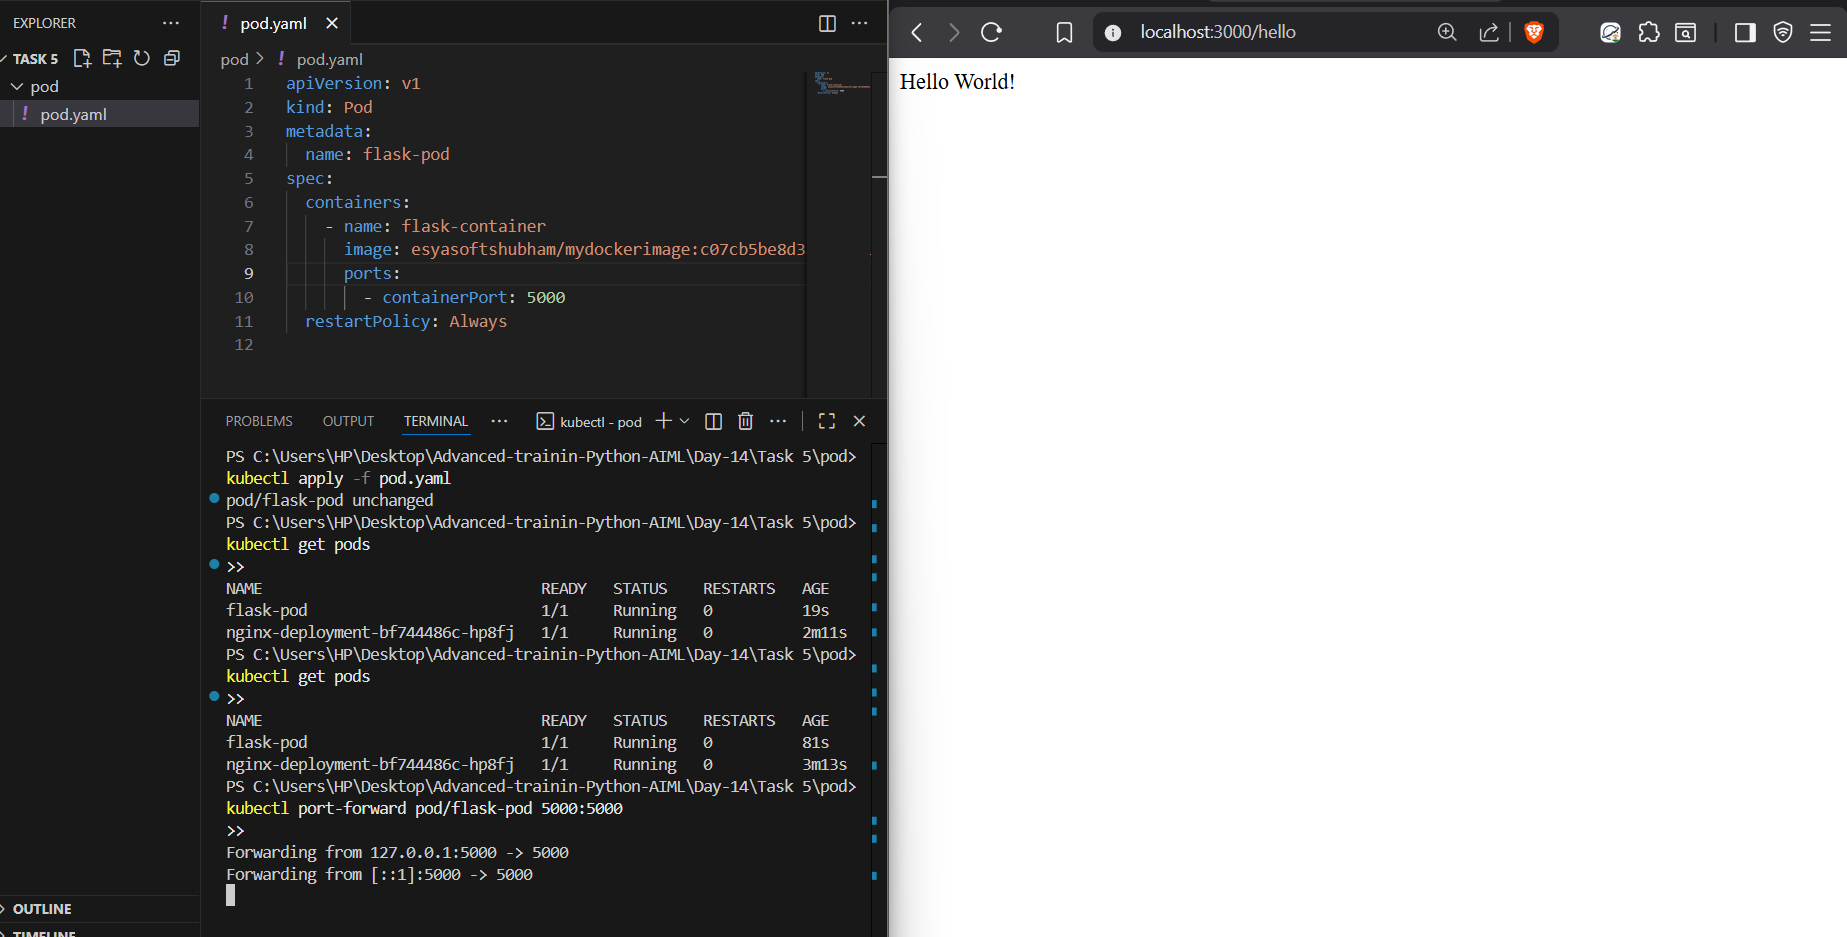 EXPLORER
TASK 5
pod
! pod.yaml
OUTLINE
TIMELINE
! pod.yaml
pod > ! pod.yaml
1 apiVersion: v1
2 kind: Pod
3 metadata:
4 name: flask-pod
5 spec:
6 containers:
7 - name: flask-container
8 image: esyasoftshubham/mydockerimage:c07cb5be8d3
9 ports:
10 - containerPort: 5000
11 restartPolicy: Always
12
PROBLEMS OUTPUT TERMINAL kubectl - pod
PS C:\Users\HP\Desktop\Advanced-trainin-Python-AIML\Day-14\Task 5\pod>
kubectl apply -f pod.yaml
pod/flask-pod unchanged
PS C:\Users\HP\Desktop\Advanced-trainin-Python-AIML\Day-14\Task 5\pod>
kubectl get pods
>>
NAME READY STATUS RESTARTS AGE
flask-pod 1/1 Running 0 19s
nginx-deployment-bf744486c-hp8fj 1/1 Running 0 2m11s
PS C:\Users\HP\Desktop\Advanced-trainin-Python-AIML\Day-14\Task 5\pod>
kubectl get pods
>>
NAME READY STATUS RESTARTS AGE
flask-pod 1/1 Running 0 81s
nginx-deployment-bf744486c-hp8fj 1/1 Running 0 3m13s
PS C:\Users\HP\Desktop\Advanced-trainin-Python-AIML\Day-14\Task 5\pod>
kubectl port-forward pod/flask-pod 5000:5000
>>
Forwarding from 127.0.0.1:5000 -> 5000
Forwarding from [::1]:5000 -> 5000
localhost:3000/hello
Hello World!